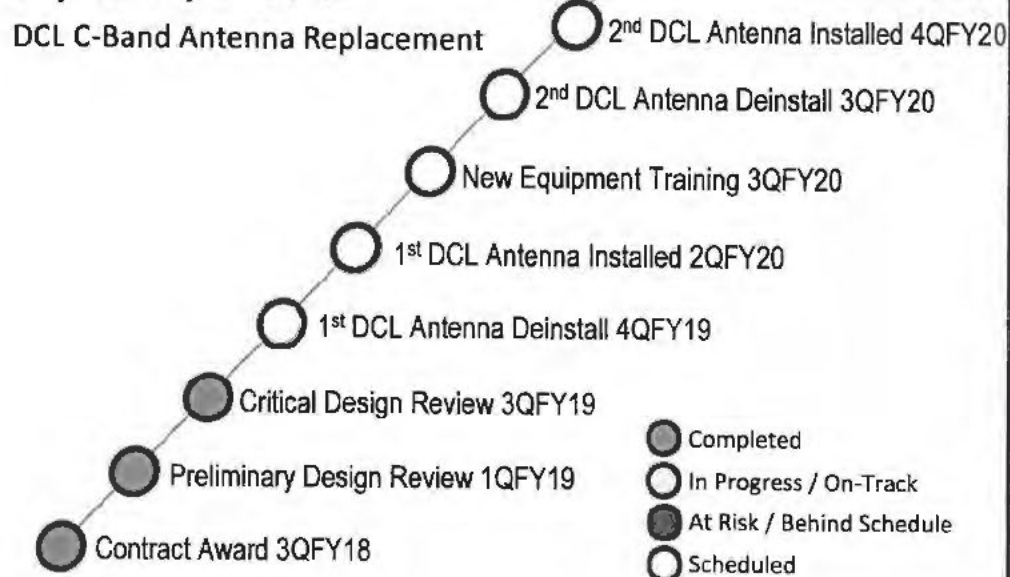 DCL C-Band Antenna Replacement
2nd DCL Antenna Installed 4QFY20
2nd DCL Antenna Deinstall 3QFY20
New Equipment Training 3QFY20
1st DCL Antenna Installed 2QFY20
1st DCL Antenna Deinstall 4QFY19
Critical Design Review 3QFY19
Preliminary Design Review 1QFY19
Contract Award 3QFY18
Completed
In Progress / On-Track
At Risk / Behind Schedule
Scheduled